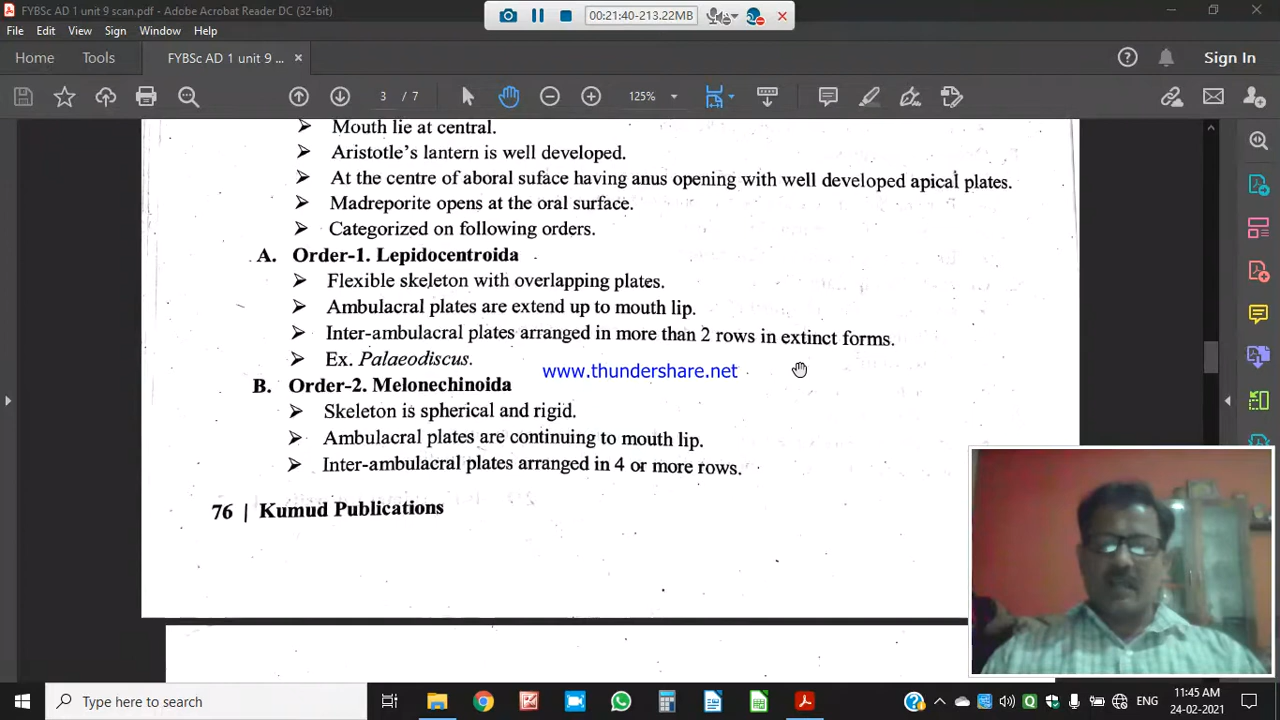 FYBSc AD 1 unit 9 scan.pdf - Adobe Acrobat Reader DC (32-bit)
00:21:40-213.22MB
File Edit View Sign Window Help
Home Tools FYBSc AD 1 unit 9 ... × Sign In
3 / 7 125%
➤ Mouth lie at central.
➤ Aristotle's lantern is well developed.
➤ At the centre of aboral suface having anus opening with well developed apical plates.
➤ Madreporite opens at the oral surface.
➤ Categorized on following orders.
A. Order-1. Lepidocentroida
➤ Flexible skeleton with overlapping plates.
➤ Ambulacral plates are extend up to mouth lip.
➤ Inter-ambulacral plates arranged in more than 2 rows in extinct forms.
➤ Ex. Palaeodiscus.
www.thundershare.net
B. Order-2. Melonechinoida
➤ Skeleton is spherical and rigid.
➤ Ambulacral plates are continuing to mouth lip.
➤ Inter-ambulacral plates arranged in 4 or more rows.
76 | Kumud Publications
Type here to search
ENG
11:45 AM
24-02-2021